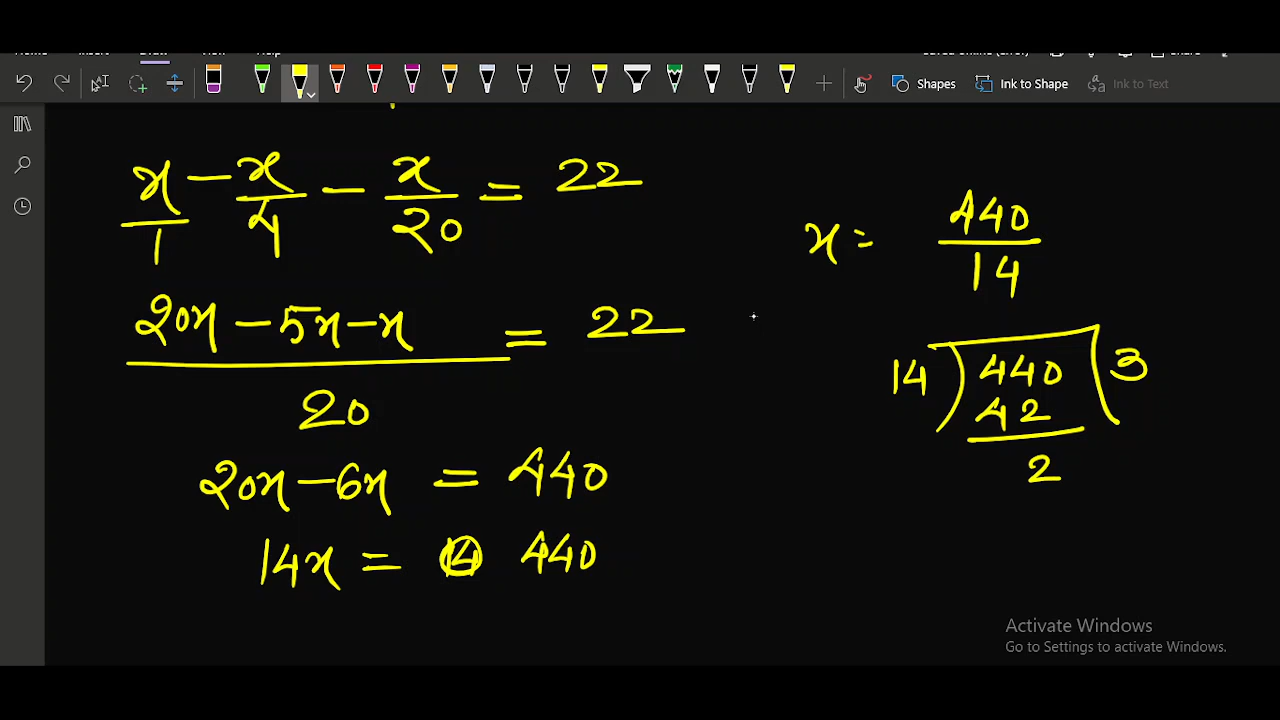 Shapes Ink to Shape Ink to Text
x/1 - x/4 - x/20 = 22
20x - 5x - x / 20 = 22
20x - 6x = 440
14x = 440
x = 440/14
14 ) 440 ( 3
42
2
Activate Windows
Go to Settings to activate Windows.